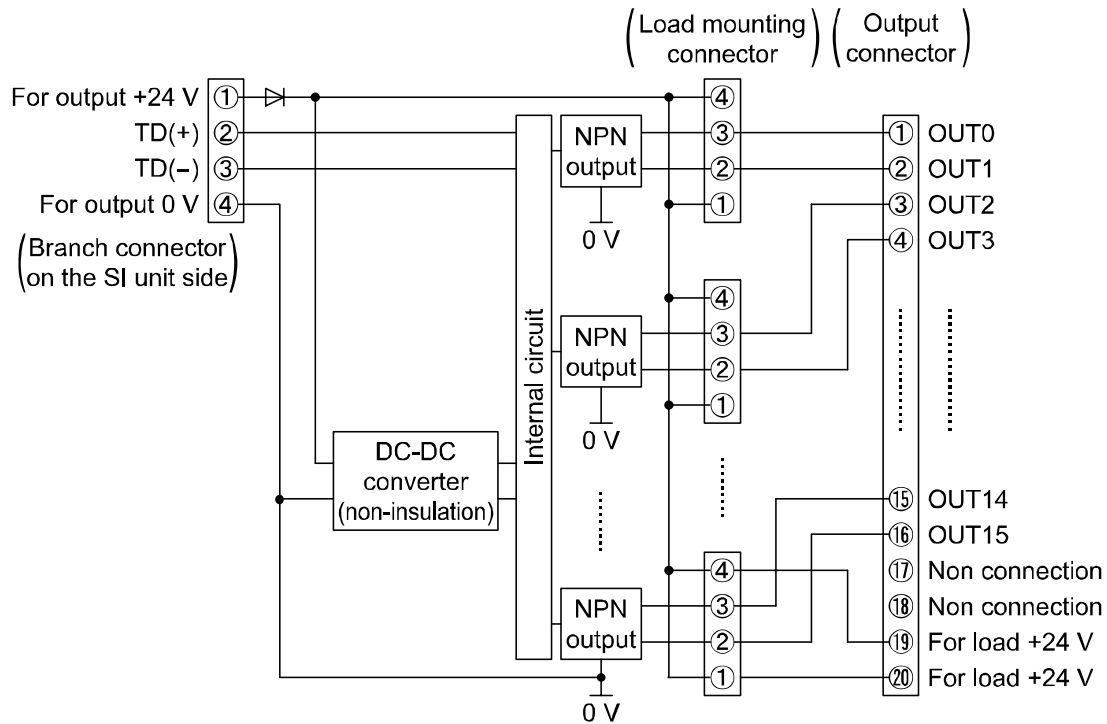 (Load mounting
connector)
(Output
connector)
For output +24 V ①
TD(+) ②
TD(−) ③
For output 0 V ④
(Branch connector
on the SI unit side)
DC-DC
converter
(non-insulation)
Internal circuit
NPN
output
0 V
NPN
output
0 V
NPN
output
0 V
④
③
②
①
④
③
②
①
④
③
②
①
① OUT0
② OUT1
③ OUT2
④ OUT3
⑮ OUT14
⑯ OUT15
⑰ Non connection
⑱ Non connection
⑲ For load +24 V
⑳ For load +24 V